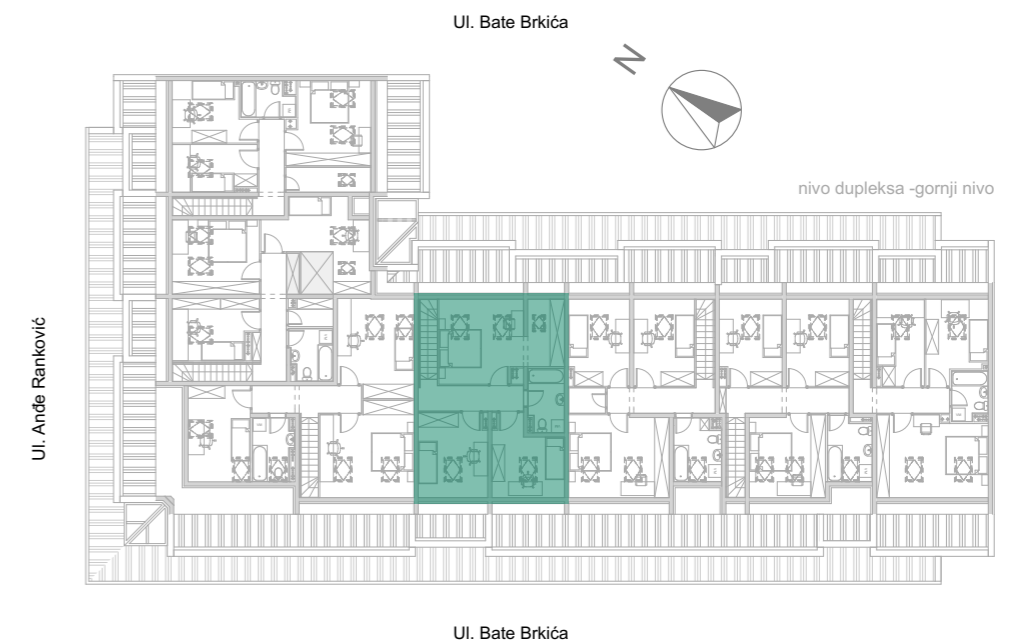 Ul. Bate Brkića
N
nivo dupleksa -gornji nivo
Ul. Anđe Ranković
Ul. Bate Brkića